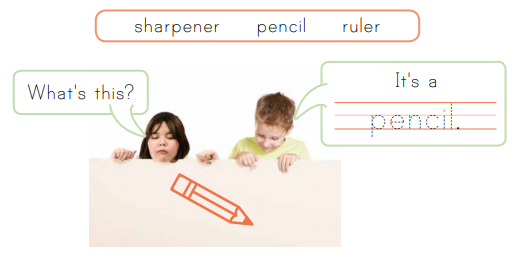 sharpener pencil ruler
What's this?
It's a
pencil.